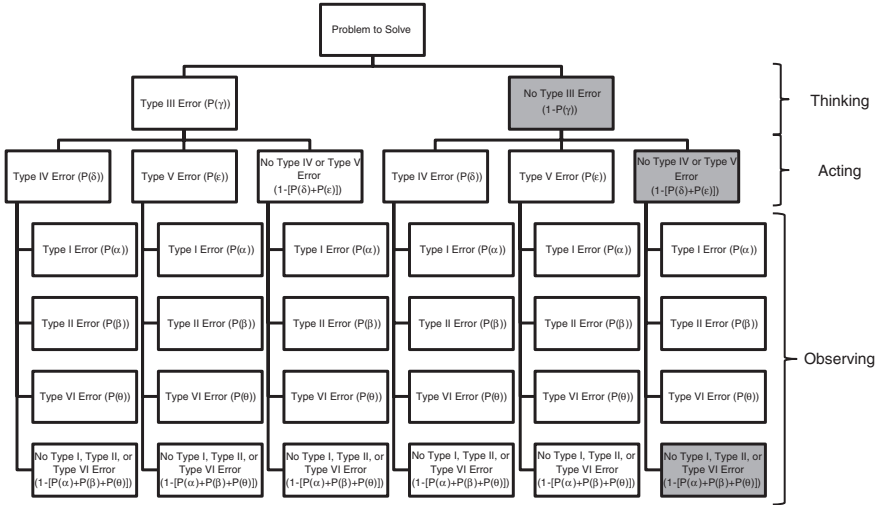 Problem to Solve
Type III Error (P(γ))
No Type III Error
(1-P(γ))
Thinking
Type IV Error (P(δ))
Type V Error (P(ε))
No Type IV or Type V
Error
(1-[P(δ)+P(ε)])
Type IV Error (P(δ))
Type V Error (P(ε))
No Type IV or Type V
Error
(1-[P(δ)+P(ε)])
Acting
Type I Error (P(α))
Type I Error (P(α))
Type I Error (P(α))
Type I Error (P(α))
Type I Error (P(α))
Type I Error (P(α))
Type II Error (P(β))
Type II Error (P(β))
Type II Error (P(β))
Type II Error (P(β))
Type II Error (P(β))
Type II Error (P(β))
Observing
Type VI Error (P(θ))
Type VI Error (P(θ))
Type VI Error (P(θ))
Type VI Error (P(θ))
Type VI Error (P(θ))
Type VI Error (P(θ))
No Type I, Type II, or
Type VI Error
(1-[P(α)+P(β)+P(θ)])
No Type I, Type II, or
Type VI Error
(1-[P(α)+P(β)+P(θ)])
No Type I, Type II, or
Type VI Error
(1-[P(α)+P(β)+P(θ)])
No Type I, Type II, or
Type VI Error
(1-[P(α)+P(β)+P(θ)])
No Type I, Type II, or
Type VI Error
(1-[P(α)+P(β)+P(θ)])
No Type I, Type II, or
Type VI Error
(1-[P(α)+P(β)+P(θ)])